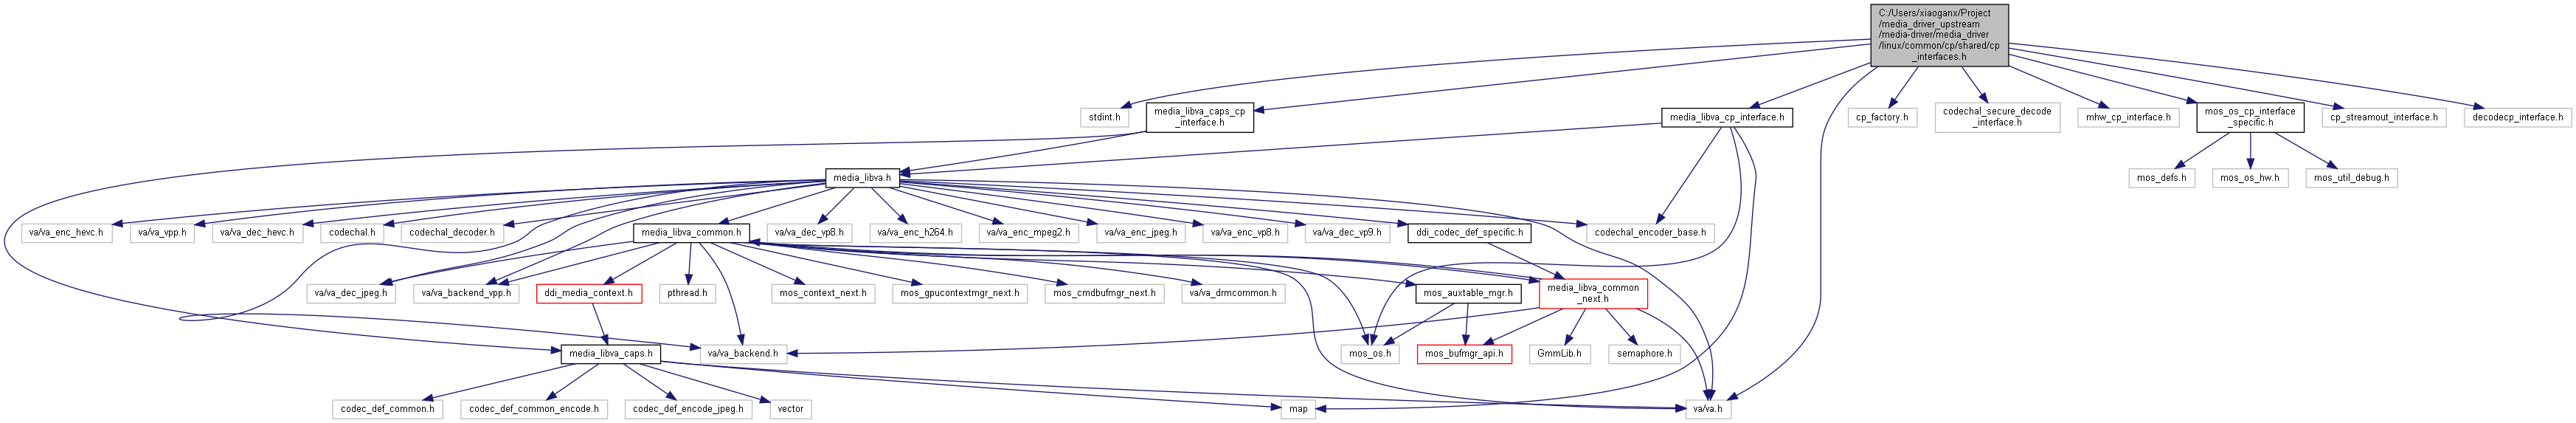 C:/Users/xiaoganx/Project
/media_driver_upstream
/media-driver/media_driver
/linux/common/cp/shared/cp
_interfaces.h
stdint.h
media_libva_caps_cp
_interface.h
media_libva_cp_interface.h
cp_factory.h
codechal_secure_decode
_interface.h
mhw_cp_interface.h
mos_os_cp_interface
_specific.h
cp_streamout_interface.h
decodecp_interface.h
media_libva.h
mos_defs.h
mos_os_hw.h
mos_util_debug.h
va/va_enc_hevc.h
va/va_vpp.h
va/va_dec_hevc.h
codechal.h
codechal_decoder.h
media_libva_common.h
va/va_dec_vp8.h
va/va_enc_h264.h
va/va_enc_mpeg2.h
va/va_enc_jpeg.h
va/va_enc_vp8.h
va/va_dec_vp9.h
ddi_codec_def_specific.h
codechal_encoder_base.h
va/va_dec_jpeg.h
va/va_backend_vpp.h
ddi_media_context.h
pthread.h
mos_context_next.h
mos_gpucontextmgr_next.h
mos_cmdbufmgr_next.h
va/va_drmcommon.h
mos_auxtable_mgr.h
media_libva_common
_next.h
media_libva_caps.h
va/va_backend.h
mos_os.h
mos_bufmgr_api.h
GmmLib.h
semaphore.h
codec_def_common.h
codec_def_common_encode.h
codec_def_encode_jpeg.h
vector
map
va/va.h